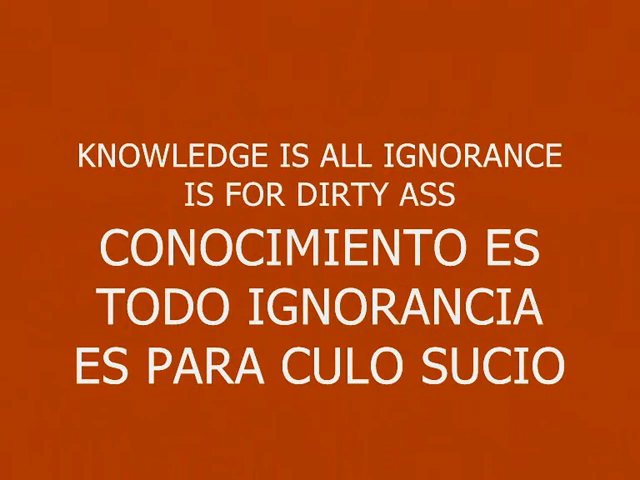 KNOWLEDGE IS ALL IGNORANCE
IS FOR DIRTY ASS
CONOCIMIENTO ES
TODO IGNORANCIA
ES PARA CULO SUCIO